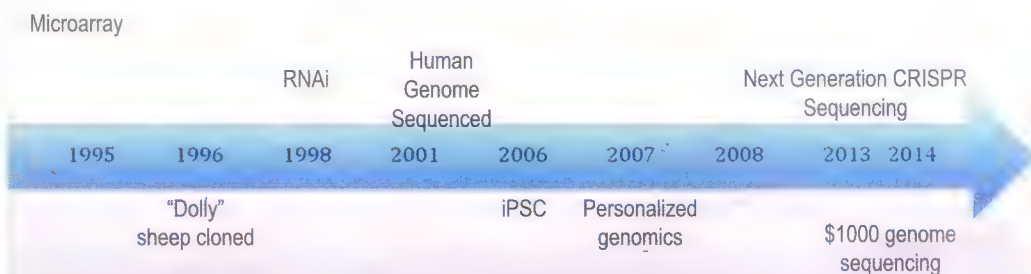 Microarray
RNAi
Human
Genome
Sequenced
Next Generation CRISPR
Sequencing
1995 1996 1998 2001 2006 2007 2008 2013 2014
"Dolly"
sheep cloned
iPSC
Personalized
genomics
$1000 genome
sequencing